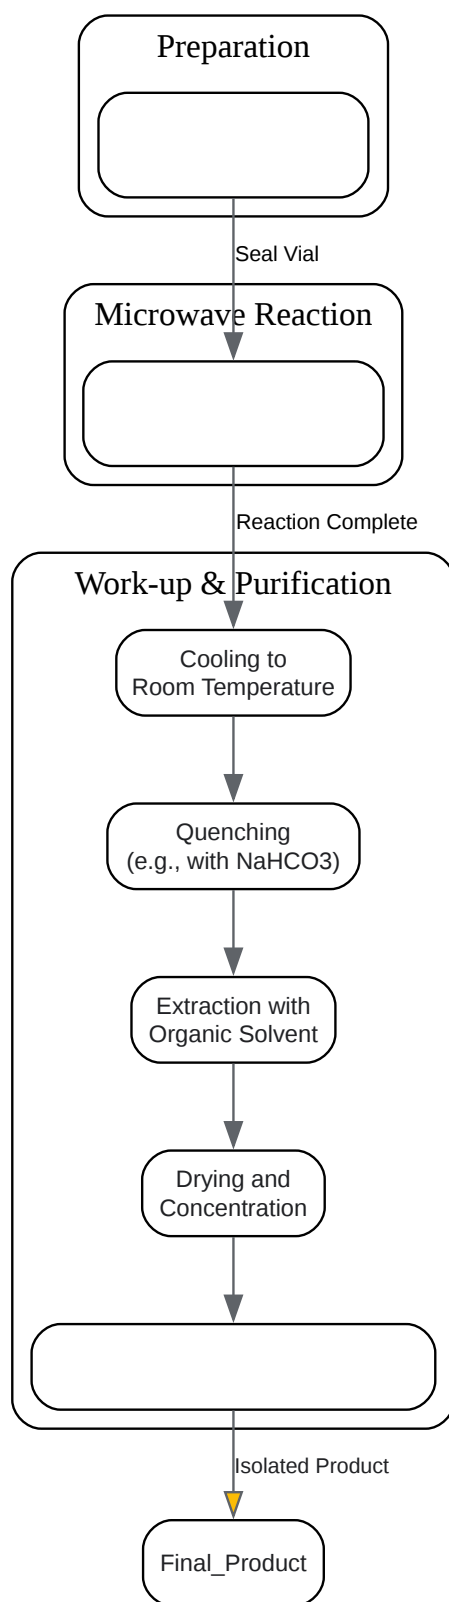 Preparation
Seal Vial
Microwave Reaction
Reaction Complete
Work-up & Purification
Cooling to
Room Temperature
Quenching
(e.g., with NaHCO3)
Extraction with
Organic Solvent
Drying and
Concentration
Isolated Product
Final_Product